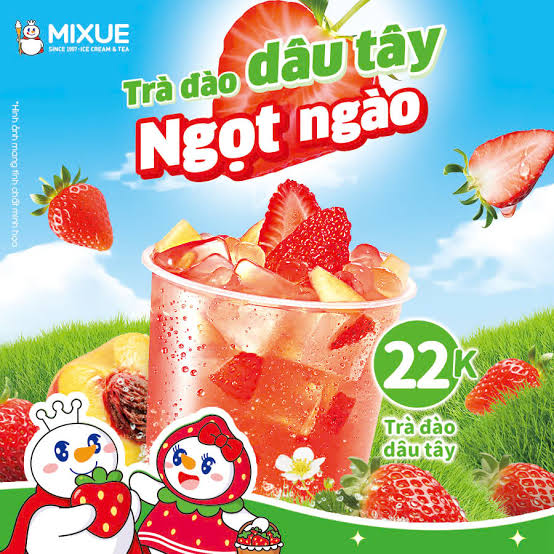 MIXUE
SINCE 1997 · ICE CREAM & TEA
Trà đào dâu tây
Ngọt ngào
*Hình ảnh mang tính chất minh họa
22K
Trà đào
dâu tây